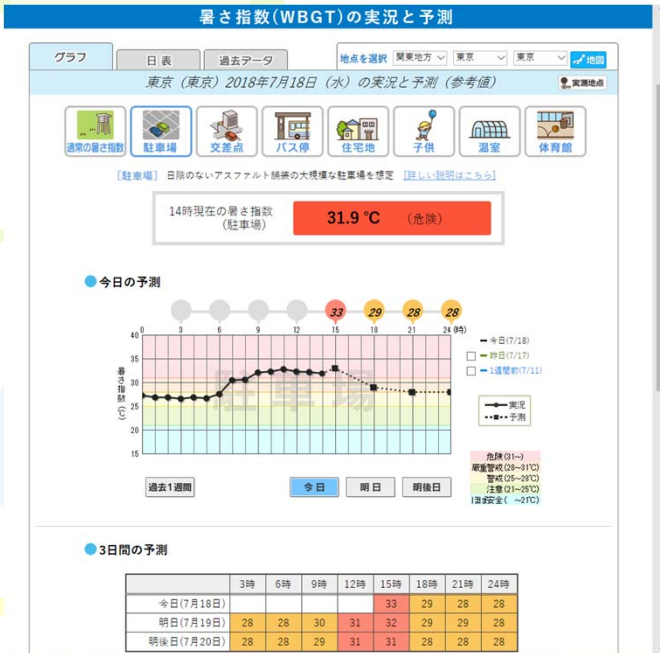 暑さ指数(WBGT)の実況と予測
グラフ 日表 過去データ 地点を選択 関東地方 東京 東京 地図
東京（東京）2018年7月18日（水）の実況と予測（参考値） 実測地点
通常の暑さ指数 駐車場 交差点 バス停 住宅地 子供 温室 体育館
［駐車場］ 日陰のないアスファルト舗装の大規模な駐車場を想定 [詳しい説明はこちら]
14時現在の暑さ指数
(駐車場)
31.9 ℃ （危険）
今日の予測
33 29 28 28
0 3 6 9 12 15 18 21 24 (時)
40
35
30
25
20
15
暑さ指数(℃)
駐車場
今日(7/18)
昨日(7/17)
1週間前(7/11)
実況
予測
危険(31～)
厳重警戒(28～31℃)
警戒(25～28℃)
注意(21～25℃)
ほぼ安全( ～21℃)
過去1週間 今日 明日 明後日
3日間の予測
3時 6時 9時 12時 15時 18時 21時 24時
今日(7月18日) 33 29 28 28
明日(7月19日) 28 28 30 31 32 29 29 28
明後日(7月20日) 28 28 29 31 31 28 28 28